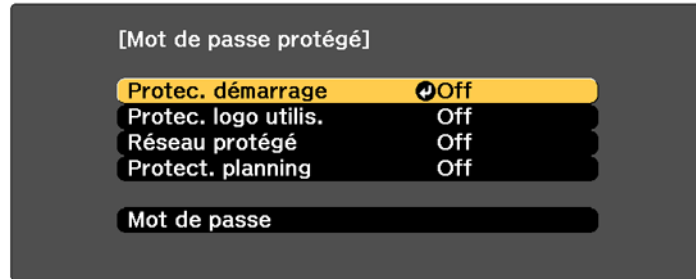 [Mot de passe protégé]
Protec. démarrage Off
Protec. logo utilis. Off
Réseau protégé Off
Protect. planning Off
Mot de passe